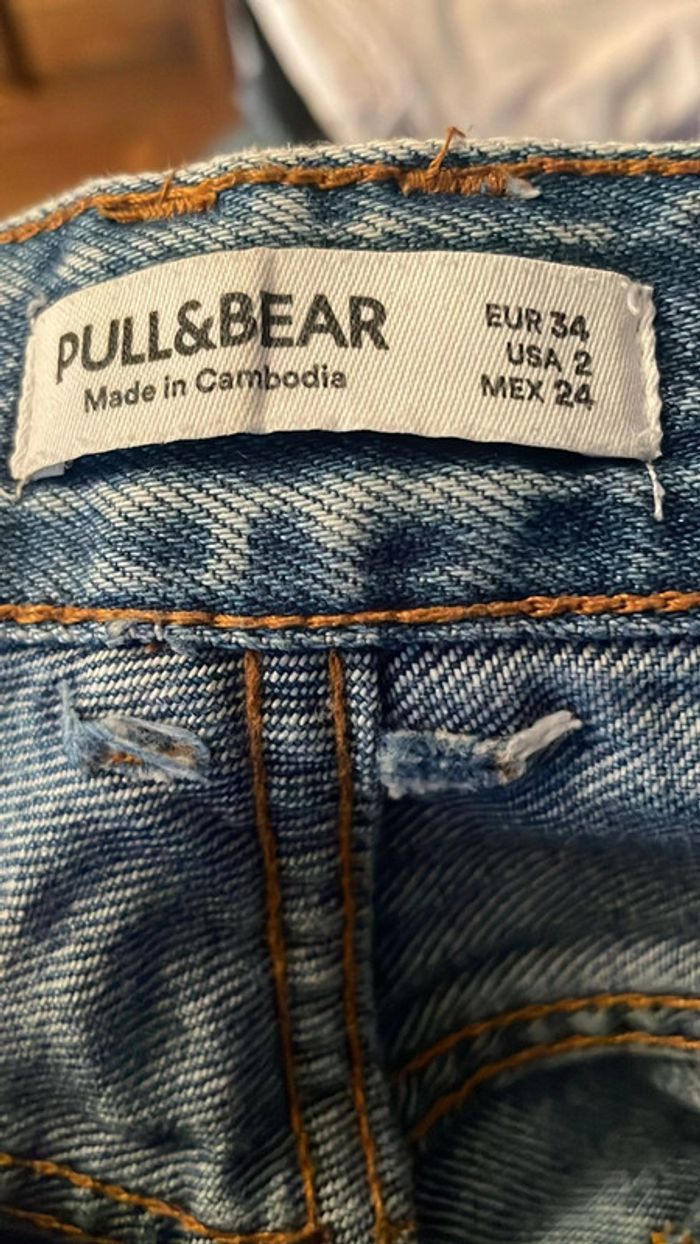 PULL&BEAR
Made in Cambodia
EUR 34
USA 2
MEX 24